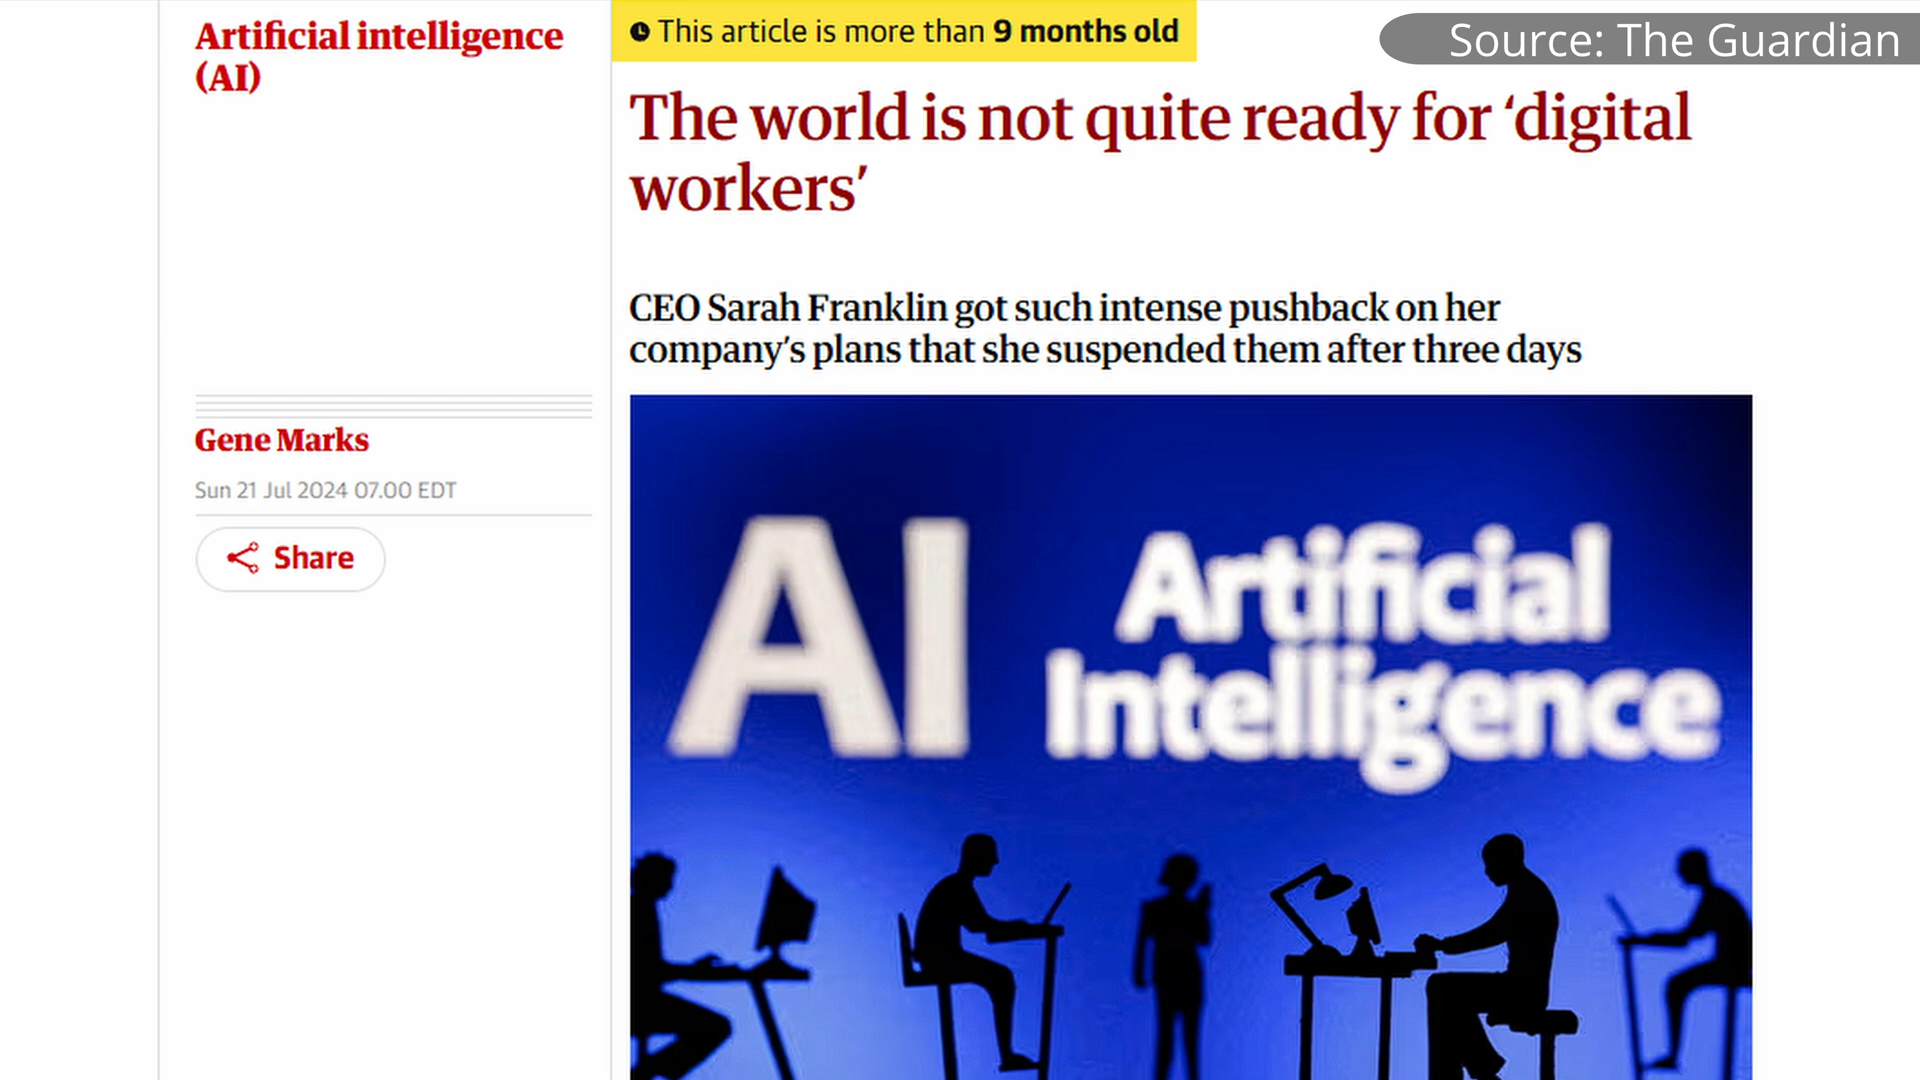 Artificial intelligence
(AI)
This article is more than 9 months old
Source: The Guardian
The world is not quite ready for ‘digital
workers’
CEO Sarah Franklin got such intense pushback on her
company’s plans that she suspended them after three days
Gene Marks
Sun 21 Jul 2024 07.00 EDT
Share
AI
Artificial
Intelligence